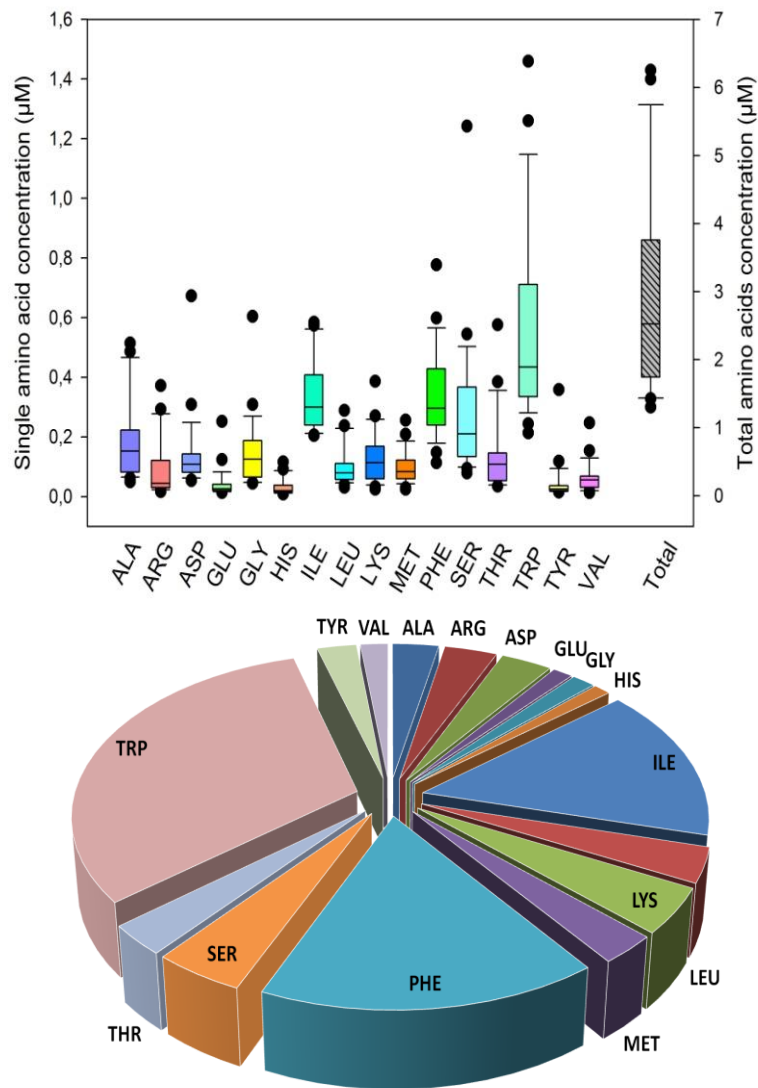 Single amino acid concentration (µM)
1,6
1,4
1,2
1,0
0,8
0,6
0,4
0,2
0,0
7
6
5
4
3
2
1
0
Total amino acids concentration (µM)
ALA
ARG
ASP
GLU
GLY
HIS
ILE
LEU
LYS
MET
PHE
SER
THR
TRP
TYR
VAL
Total
TYR
VAL
ALA
ARG
ASP
GLU
GLY
HIS
TRP
ILE
LYS
SER
PHE
LEU
THR
MET